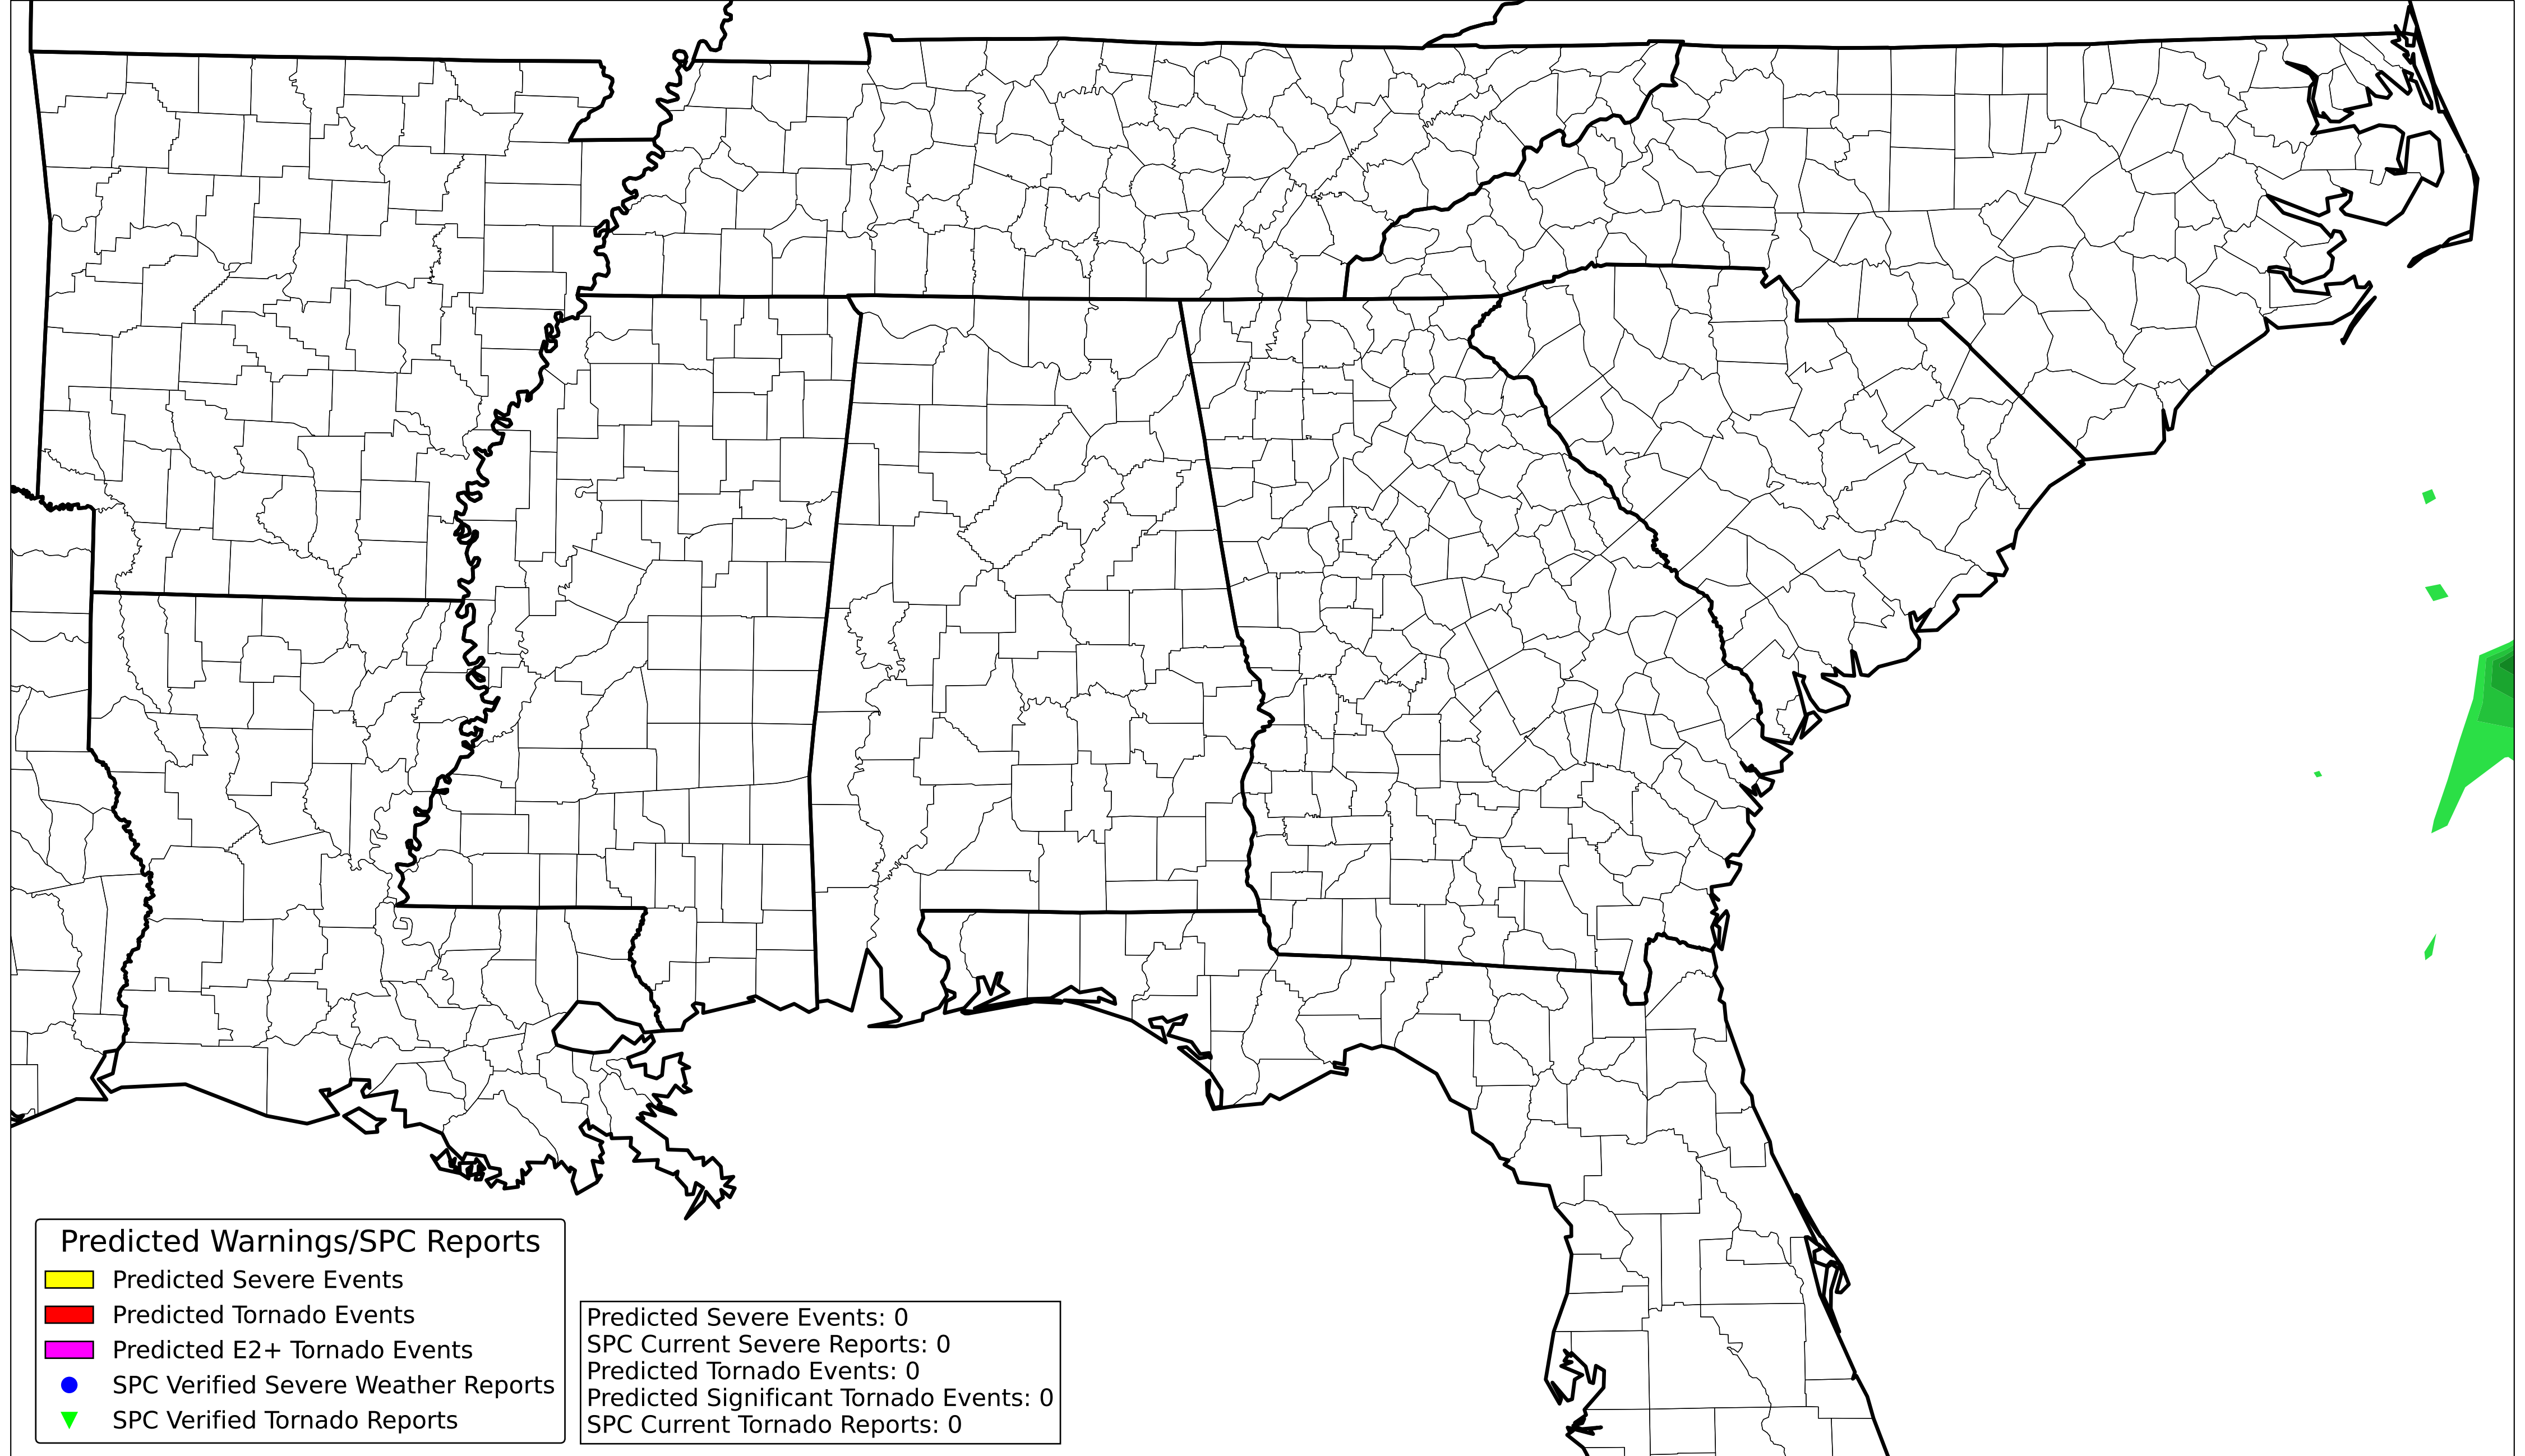 Predicted Warnings/SPC Reports
Predicted Severe Events
Predicted Tornado Events
Predicted E2+ Tornado Events
SPC Verified Severe Weather Reports
SPC Verified Tornado Reports
Predicted Severe Events: 0
SPC Current Severe Reports: 0
Predicted Tornado Events: 0
Predicted Significant Tornado Events: 0
SPC Current Tornado Reports: 0